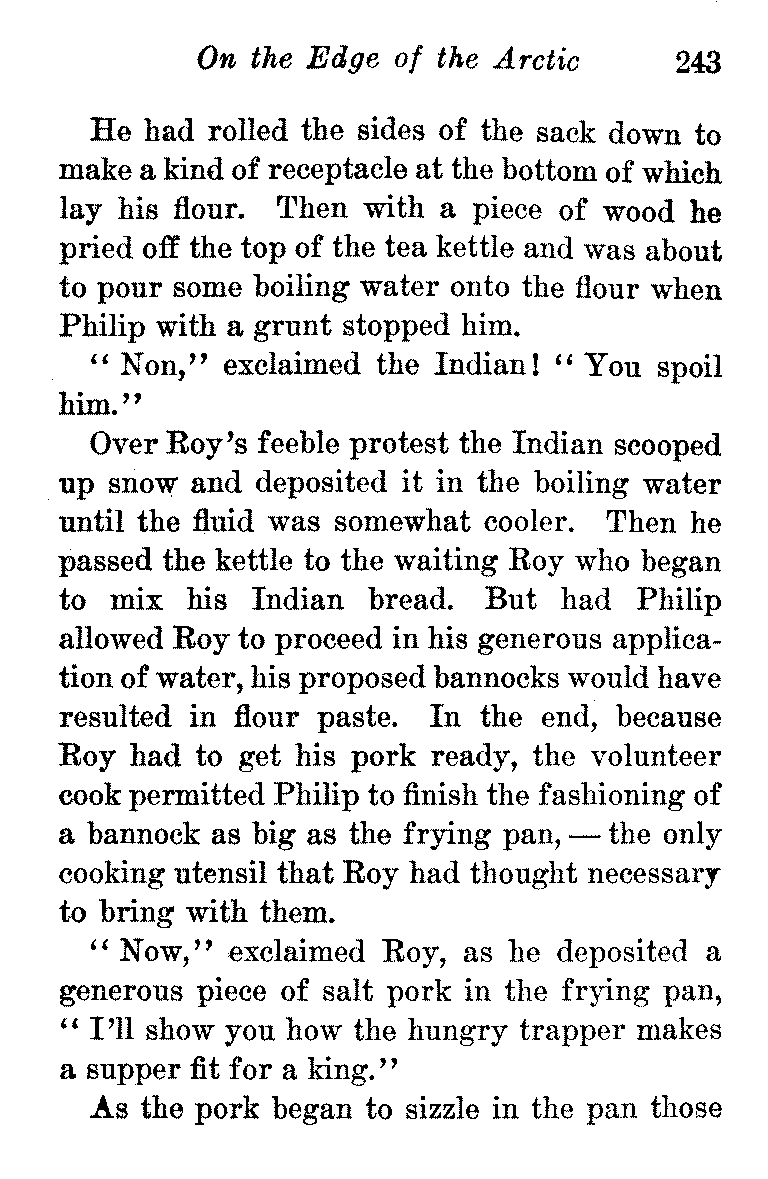 On the Edge of the Arctic 243
He had rolled the sides of the sack down to
make a kind of receptacle at the bottom of which
lay his flour. Then with a piece of wood he
pried off the top of the tea kettle and was about
to pour some boiling water onto the flour when
Philip with a grunt stopped him.
“ Non,” exclaimed the Indian! “ You spoil
him.”
Over Roy’s feeble protest the Indian scooped
up snow and deposited it in the boiling water
until the fluid was somewhat cooler. Then he
passed the kettle to the waiting Roy who began
to mix his Indian bread. But had Philip
allowed Roy to proceed in his generous applica-
tion of water, his proposed bannocks would have
resulted in flour paste. In the end, because
Roy had to get his pork ready, the volunteer
cook permitted Philip to finish the fashioning of
a bannock as big as the frying pan, — the only
cooking utensil that Roy had thought necessary
to bring with them.
“ Now,” exclaimed Roy, as he deposited a
generous piece of salt pork in the frying pan,
“ I’ll show you how the hungry trapper makes
a supper fit for a king.”
As the pork began to sizzle in the pan those